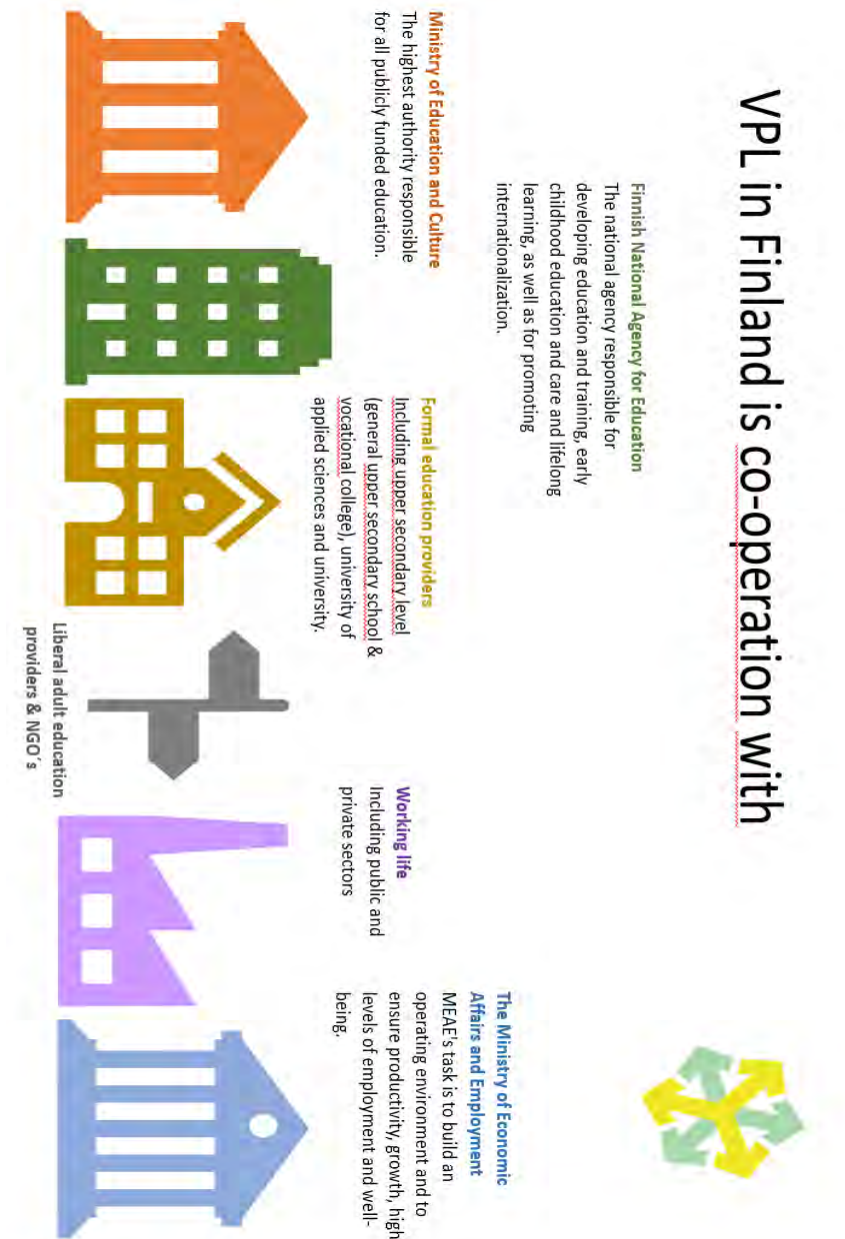 VPL in Finland is co-operation with
Ministry of Education and Culture
The highest authority responsible
for all publicly funded education.
Finnish National Agency for Education
The national agency responsible for
developing education and training, early
childhood education and care and lifelong
learning, as well as for promoting
internationalization.
Formal education providers
Including upper secondary level
(general upper secondary school &
vocational college), university of
applied sciences and university.
Liberal adult education
providers & NGO´s
Working life
Including public and
private sectors
The Ministry of Economic
Affairs and Employment
MEAE's task is to build an
operating environment and to
ensure productivity, growth, high
levels of employment and well-
being.